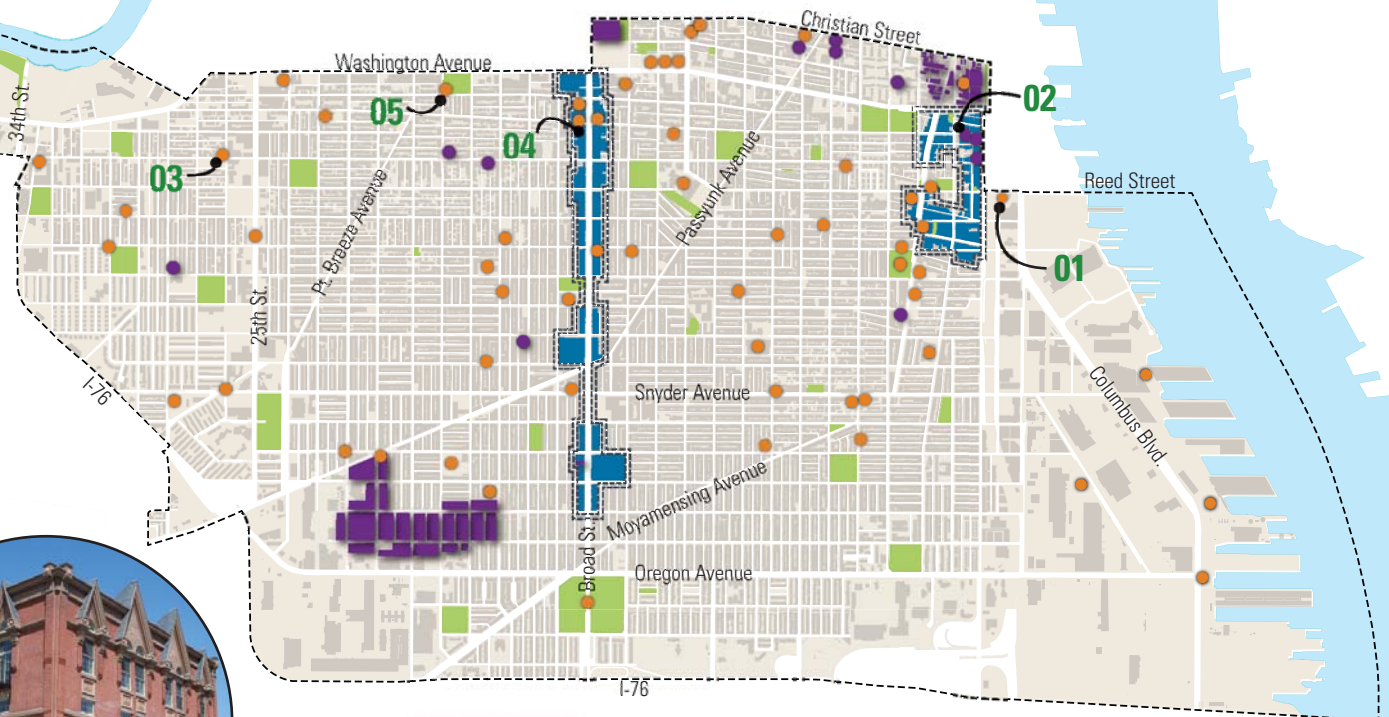 Christian Street
Washington Avenue
34th St.
05
04
02
03
Passyunk Avenue
Reed Street
Pt. Breeze Avenue
01
25th St.
I-76
Snyder Avenue
Columbus Blvd.
Moyamensing Avenue
Broad St.
Oregon Avenue
I-76